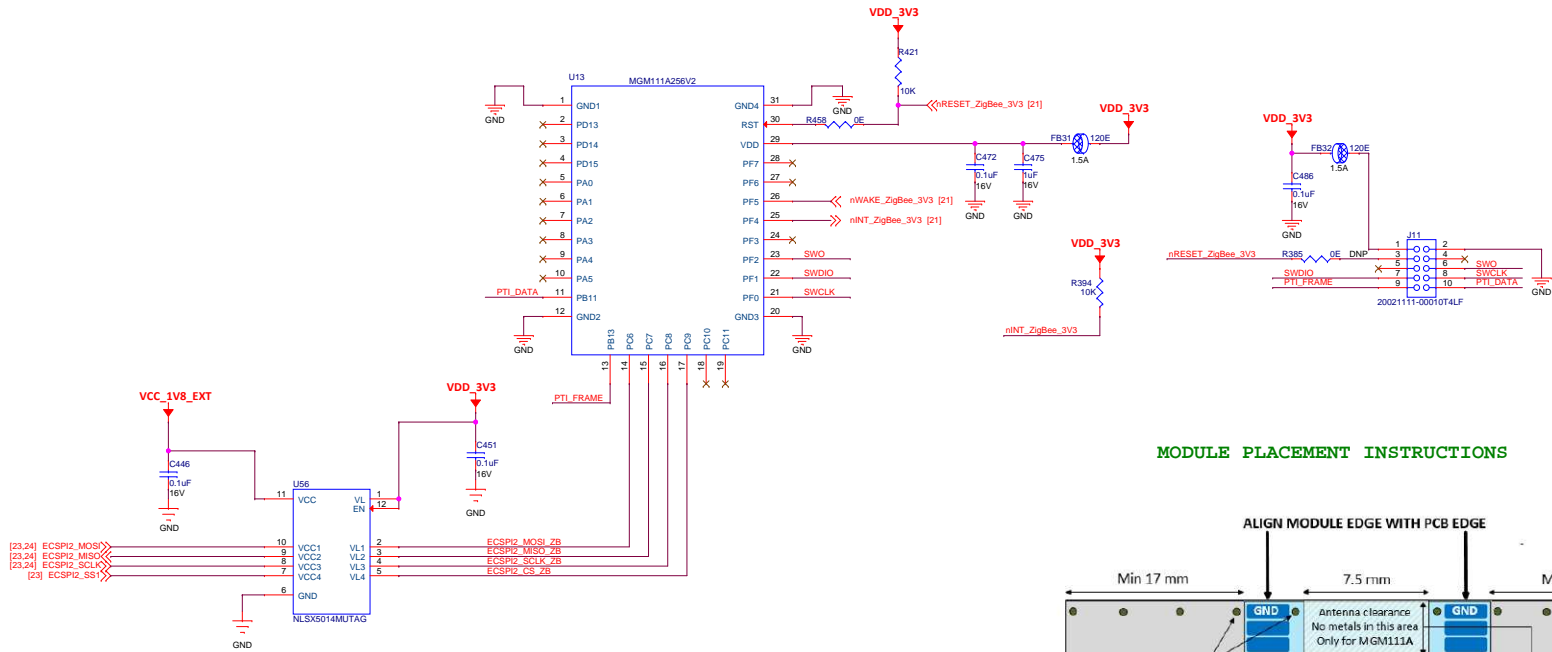 VDD_3V3
R421
10K
nRESET_ZigBee_3V3 [21]
U13
MGM111A256V2
1 GND1
2 PD13
3 PD14
4 PD15
5 PA0
6 PA1
7 PA2
8 PA3
9 PA4
10 PA5
PTI_DATA 11 PB11
12 GND2
GND
GND
GND4 31
RST 30
VDD 29
PF7 28
PF6 27
PF5 26
PF4 25
PF3 24
PF2 23 SWO
PF1 22 SWDIO
PF0 21 SWCLK
GND3 20
GND
GND
R458 0E
nWAKE_ZigBee_3V3 [21]
nINT_ZigBee_3V3 [21]
PB13 PC6 PC7 PC8 PC9 PC10 PC11
13 14 15 16 17 18 19
PTI_FRAME
VDD_3V3
FB31 120E
1.5A
C472
0.1uF
16V
GND
C475
1uF
16V
GND
VDD_3V3
R394
10K
nINT_ZigBee_3V3
VDD_3V3
FB32 120E
1.5A
C486
0.1uF
16V
GND
J11
nRESET_ZigBee_3V3 R385 0E DNP
SWDIO
PTI_FRAME
1 2
3 4
5 6
7 8
9 10
SWO
SWCLK
PTI_DATA
GND
20021111-00010T4LF
VCC_1V8_EXT
C446
0.1uF
16V
GND
VDD_3V3
C451
0.1uF
16V
GND
U56
11 VCC VL 1
EN 12
[23,24] ECSPI2_MOSI 10 VCC1 VL1 2 ECSPI2_MOSI_ZB
[23,24] ECSPI2_MISO 9 VCC2 VL2 3 ECSPI2_MISO_ZB
[23,24] ECSPI2_SCLK 8 VCC3 VL3 4 ECSPI2_SCLK_ZB
[23] ECSPI2_SS1 7 VCC4 VL4 5 ECSPI2_CS_ZB
6 GND
NLSX5014MUTAG
GND
MODULE PLACEMENT INSTRUCTIONS
ALIGN MODULE EDGE WITH PCB EDGE
Min 17 mm
7.5 mm
M
GND
Antenna clearance
No metals in this area
Only for MGM111A
GND